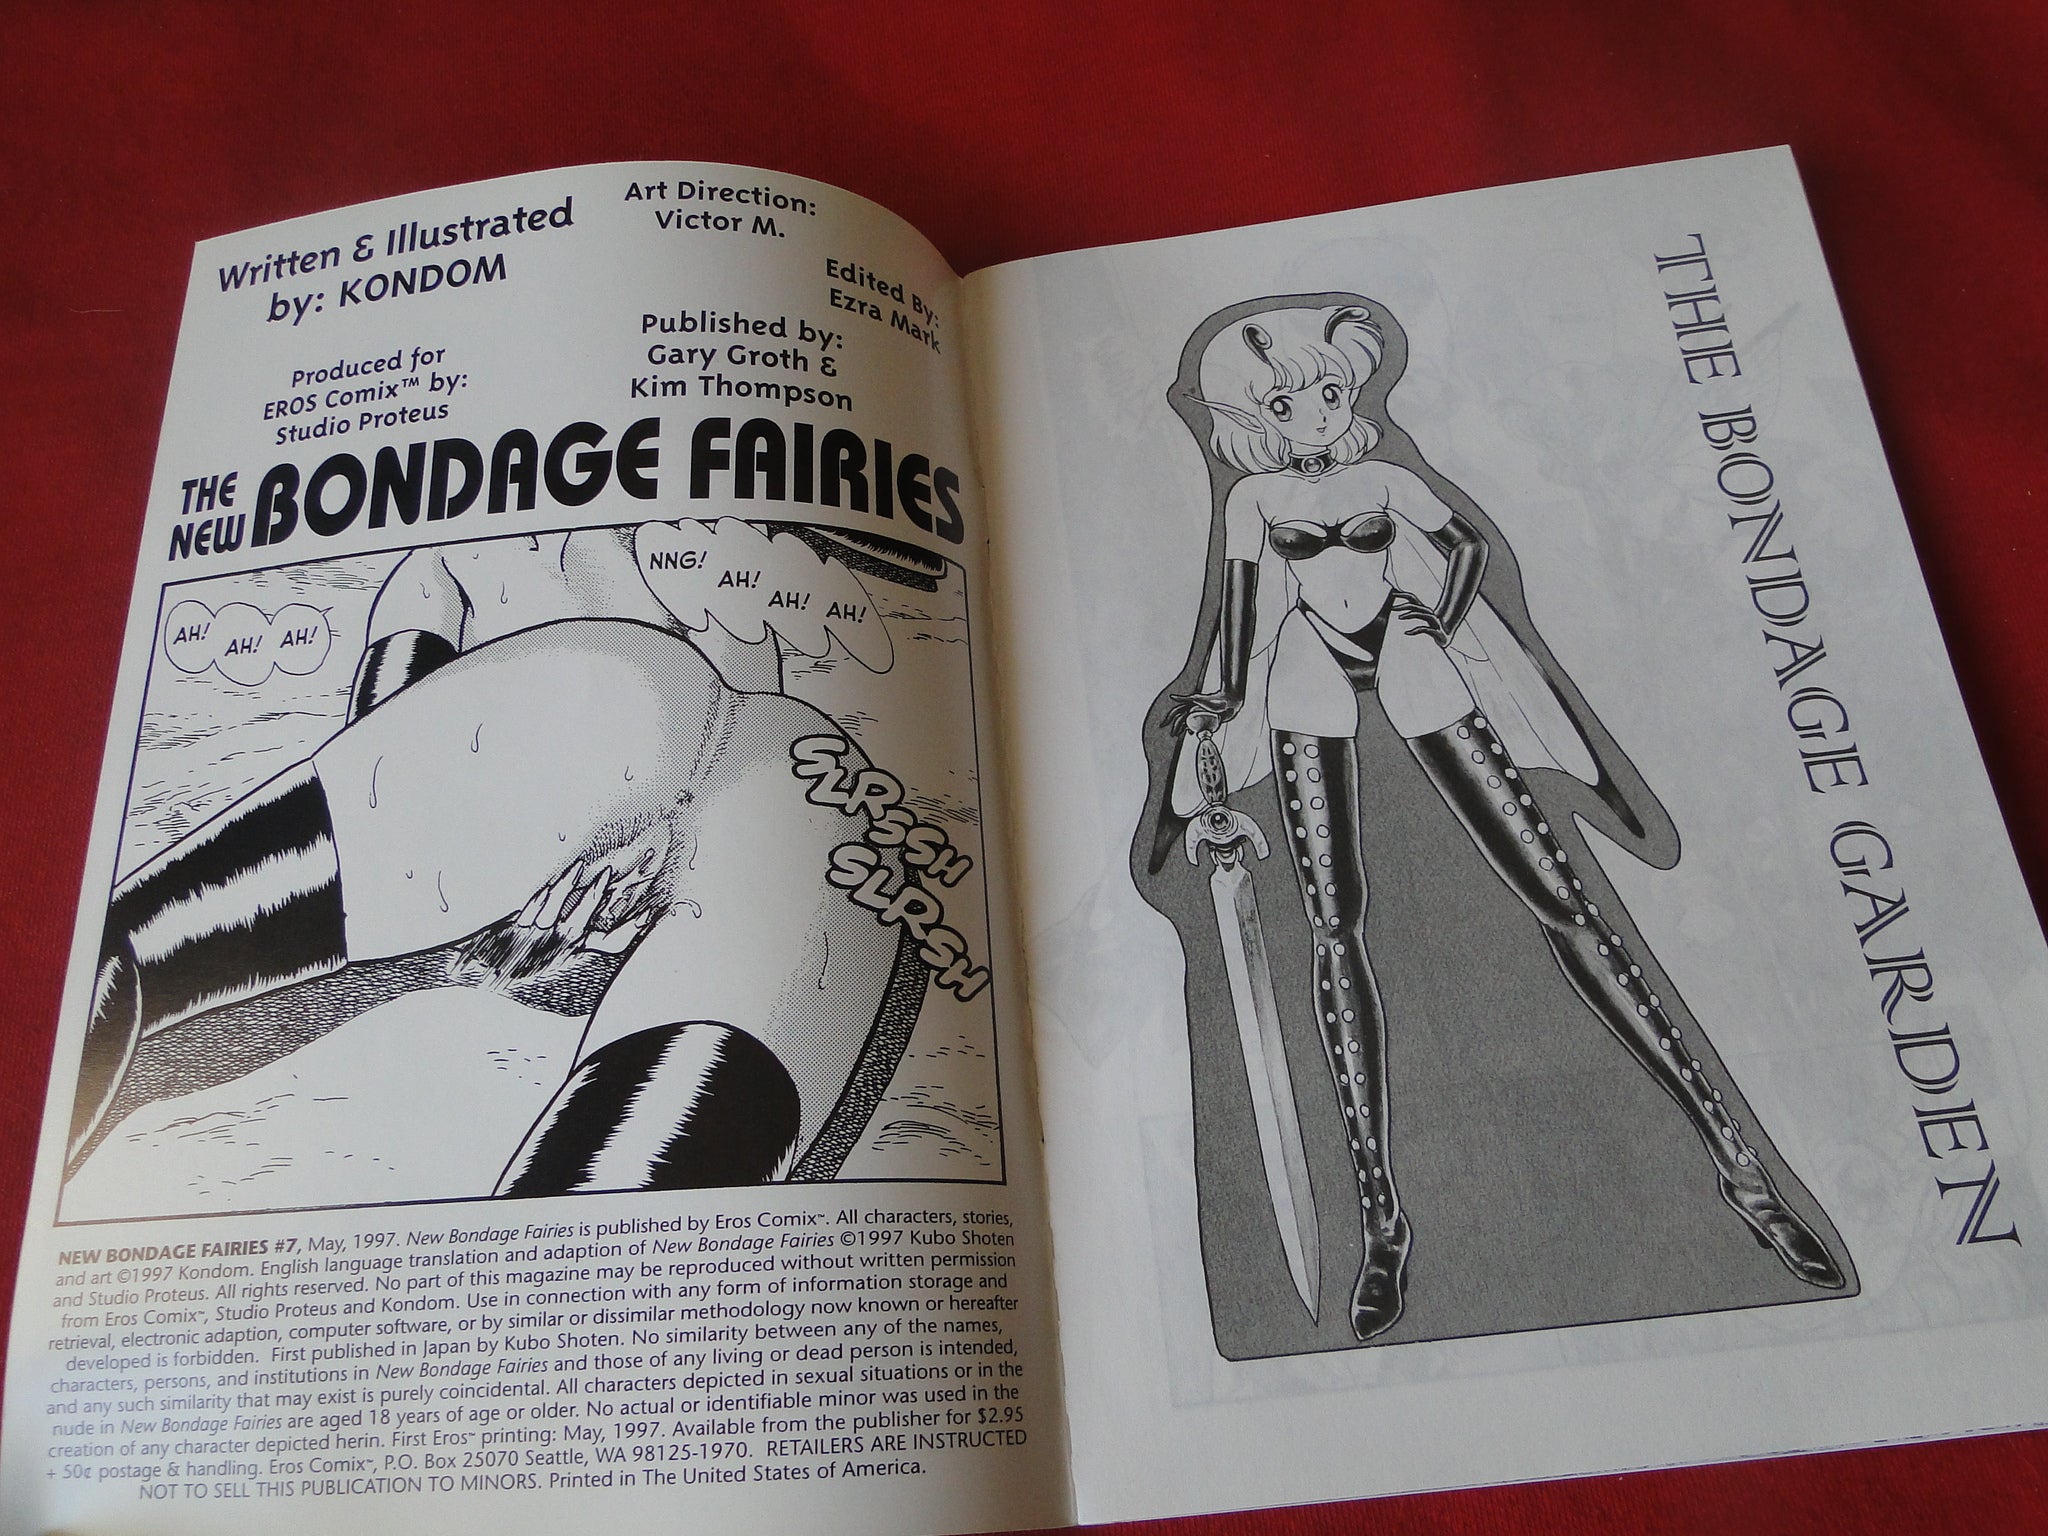 Written & Illustrated
by: KONDOM
Art Direction:
Victor M.
Edited By:
Ezra Mark
Produced for
EROS Comix™ by:
Studio Proteus
Published by:
Gary Groth &
Kim Thompson
THE
NEW BONDAGE FAIRIES
AH!
AH!
AH!
NNG!
AH!
AH!
AH!
SLRSSH
SLRSH
NEW BONDAGE FAIRIES #7, May, 1997. New Bondage Fairies is published by Eros Comix™. All characters, stories,
and art ©1997 Kondom. English language translation and adaption of New Bondage Fairies ©1997 Kubo Shoten
and Studio Proteus. All rights reserved. No part of this magazine may be reproduced without written permission
from Eros Comix™, Studio Proteus and Kondom. Use in connection with any form of information storage and
retrieval, electronic adaption, computer software, or by similar or dissimilar methodology now known or hereafter
developed is forbidden. First published in Japan by Kubo Shoten. No similarity between any of the names,
characters, persons, and institutions in New Bondage Fairies and those of any living or dead person is intended,
and any such similarity that may exist is purely coincidental. All characters depicted in sexual situations or in the
nude in New Bondage Fairies are aged 18 years of age or older. No actual or identifiable minor was used in the
creation of any character depicted herin. First Eros™ printing: May, 1997. Available from the publisher for $2.95
+ 50¢ postage & handling. Eros Comix™, P.O. Box 25070 Seattle, WA 98125-1970. RETAILERS ARE INSTRUCTED
NOT TO SELL THIS PUBLICATION TO MINORS. Printed in The United States of America.
THE BONDAGE GARDEN